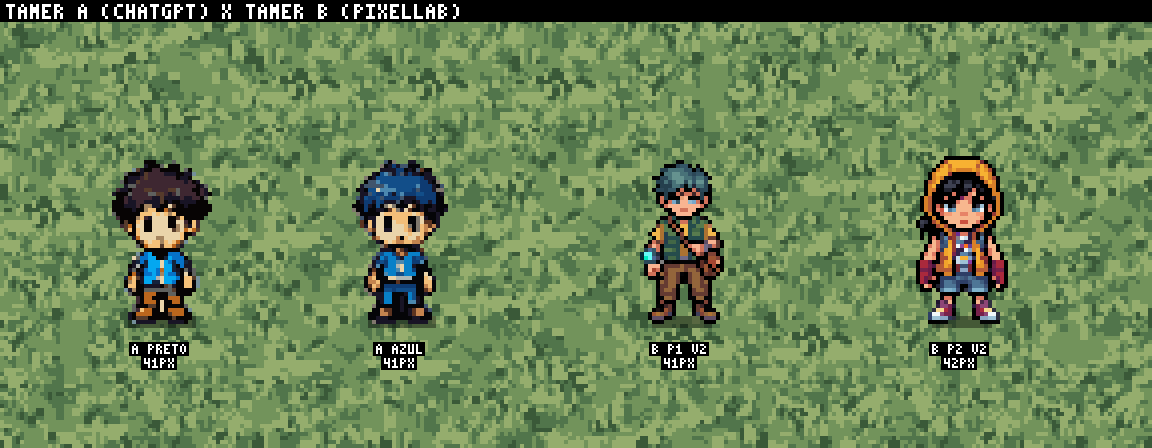 TAMER A (CHATGPT) X TAMER B (PIXELLAB)
A PRETO
41PX
A AZUL
41PX
B P1 V2
41PX
B P2 V2
42PX